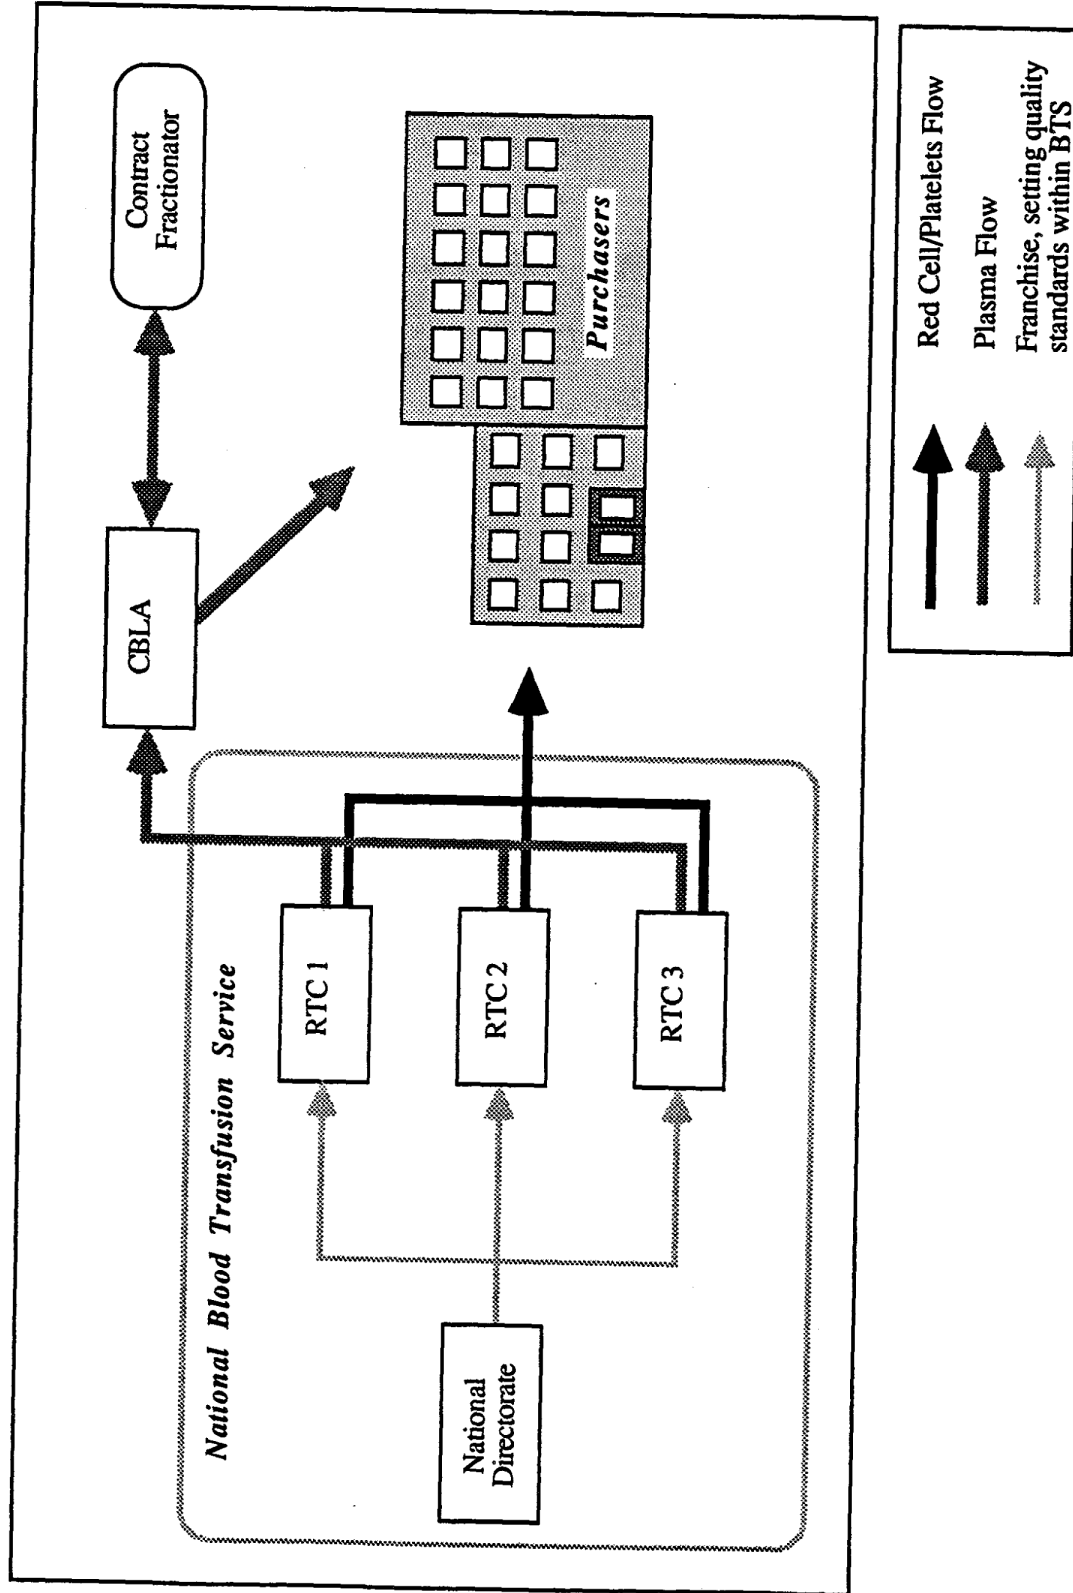 National Blood Transfusion Service
National
Directorate
RTC 1
RTC 2
RTC 3
CBLA
Contract
Fractionator
Purchasers
Red Cell/Platelets Flow
Plasma Flow
Franchise, setting quality
standards within BTS